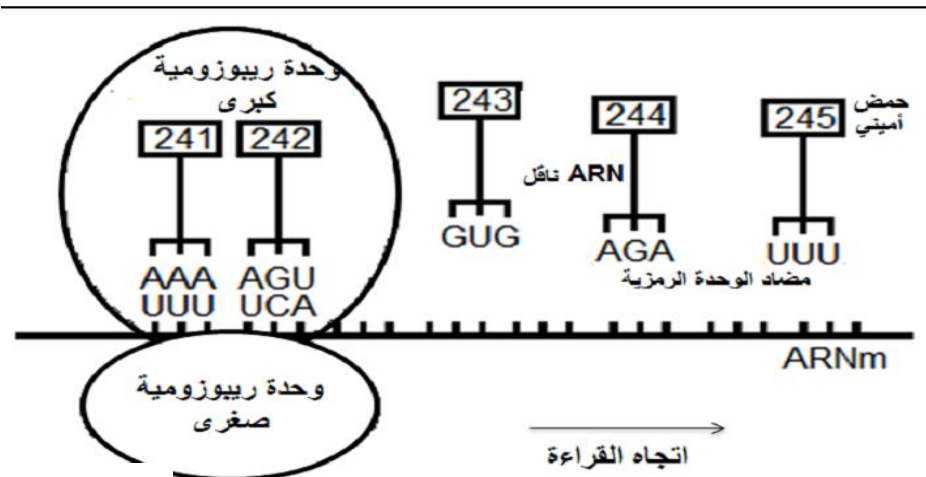 وحدة ريبوزومية
كبرى
241 242 243 244 245
حمض
أميني
ARN ناقل
GUG AGA UUU
مضاد الوحدة الرمزية
AAA AGU
UUU UCA
ARNm
وحدة ريبوزومية
صغرى
اتجاه القراءة